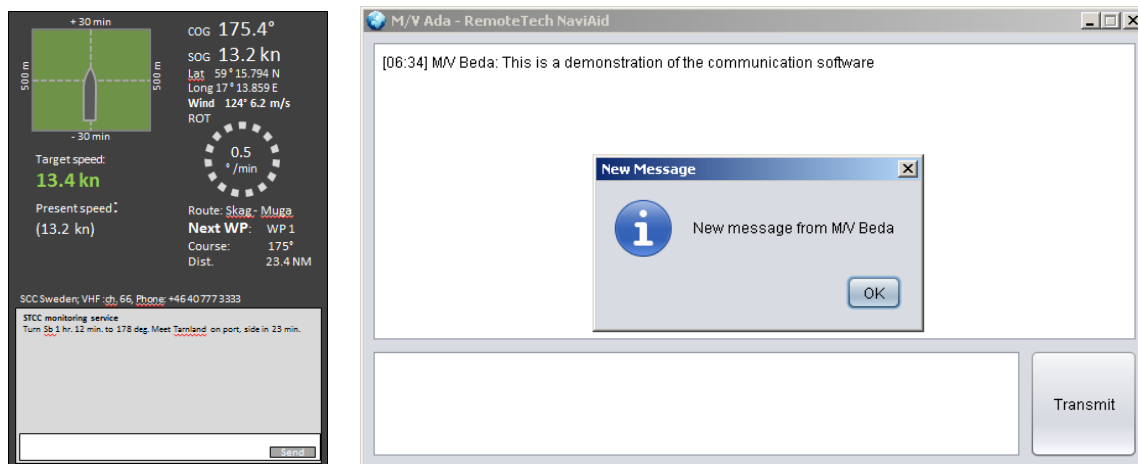 + 30 min
500 m
500 m
- 30 min
COG 175.4°
SOG 13.2 kn
Lat 59° 15.794 N
Long 17° 13.859 E
Wind 124° 6.2 m/s
ROT
0.5
°/min
Target speed:
13.4 kn
Present speed:
(13.2 kn)
Route: Skag - Muga
Next WP: WP 1
Course: 175°
Dist. 23.4 NM
SCC Sweden; VHF :ch. 66, Phone: +46 40 777 3333
STCC monitoring service
Turn Sb 1 hr. 12 min. to 178 deg. Meet Tarnland on port, side in 23 min.
Send
M/V Ada - RemoteTech NaviAid
[06:34] M/V Beda: This is a demonstration of the communication software
New Message
New message from M/V Beda
OK
Transmit